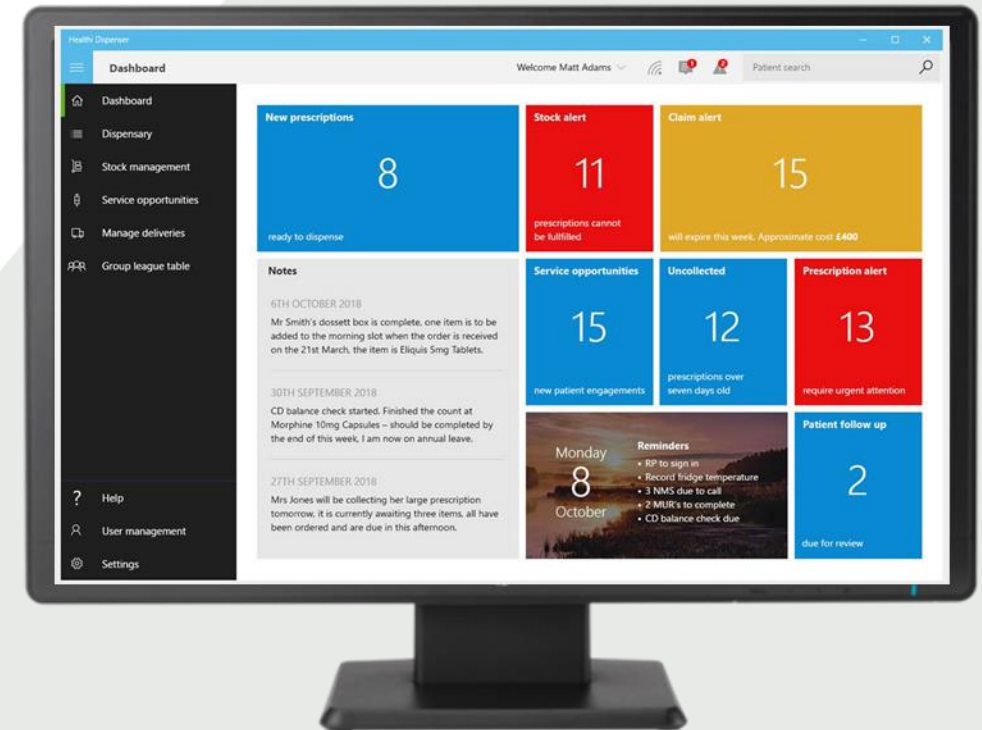 Healthi Dispenser
Dashboard
Welcome Matt Adams
1
2
Patient search
Dashboard
Dispensary
Stock management
Service opportunities
Manage deliveries
Group league table
? Help
User management
Settings
New prescriptions
8
ready to dispense
Stock alert
11
prescriptions cannot
be fullfilled
Claim alert
15
will expire this week. Approximate cost £400
Notes
6TH OCTOBER 2018
Mr Smith's dossett box is complete, one item is to be
added to the morning slot when the order is received
on the 21st March, the item is Eliquis 5mg Tablets.
30TH SEPTEMBER 2018
CD balance check started. Finished the count at
Morphine 10mg Capsules – should be completed by
the end of this week, I am now on annual leave.
27TH SEPTEMBER 2018
Mrs Jones will be collecting her large prescription
tomorrow, it is currently awaiting three items, all have
been ordered and are due in this afternoon.
Service opportunities
15
new patient engagements
Uncollected
12
prescriptions over
seven days old
Prescription alert
13
require urgent attention
Monday
8
October
Reminders
• RP to sign in
• Record fridge temperature
• 3 NMS due to call
• 2 MUR's to complete
• CD balance check due
Patient follow up
2
due for review